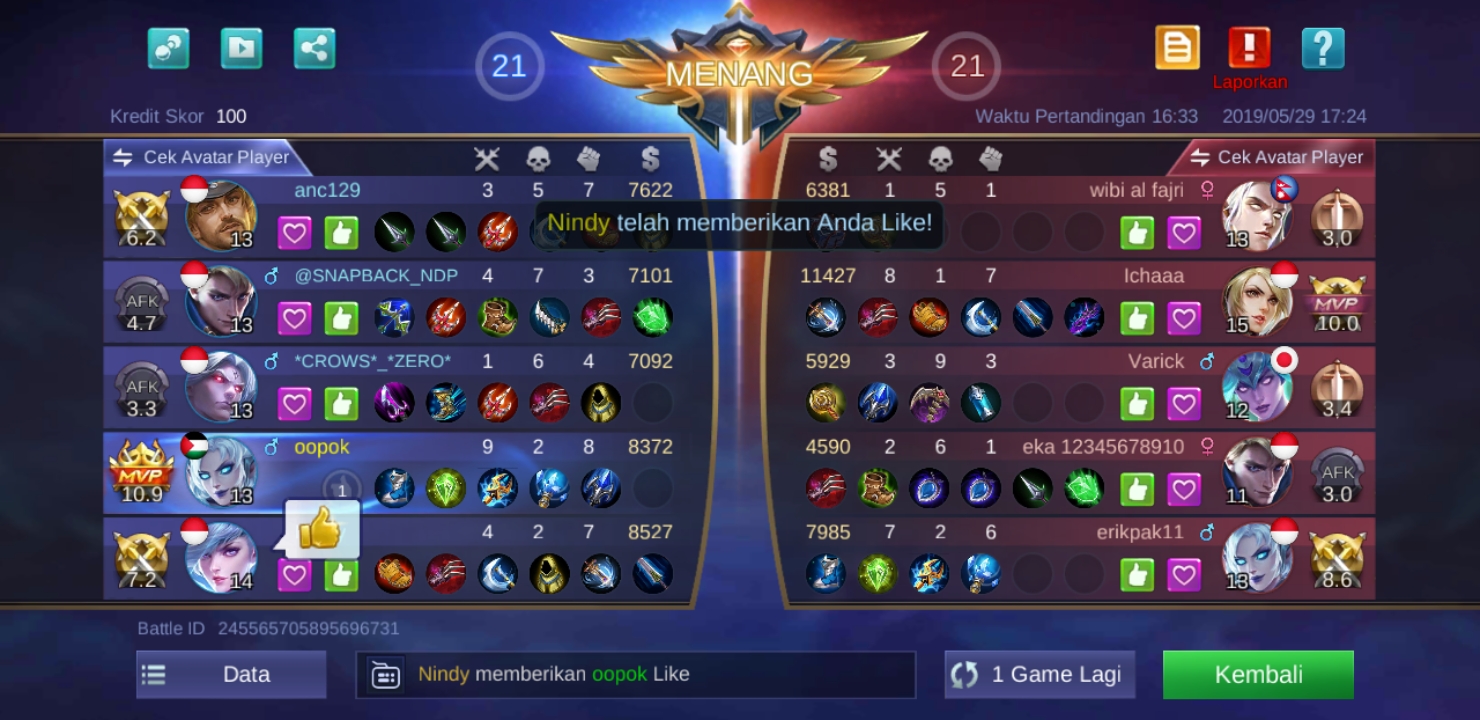 21 MENANG 21
Laporkan
Kredit Skor 100
Waktu Pertandingan 16:33 2019/05/29 17:24
Cek Avatar Player
Cek Avatar Player
6.2 13 anc129 3 5 7 7622
6381 1 5 1 wibi al fajri 13 3,0
Nindy telah memberikan Anda Like!
AFK 4.7 13 @SNAPBACK_NDP 4 7 3 7101
11427 8 1 7 Ichaaa 15 MVP 10.0
AFK 3.3 13 *CROWS*_*ZERO* 1 6 4 7092
5929 3 9 3 Varick 12 3,4
MVP 10.9 13 oopok 9 2 8 8372
1
4590 2 6 1 eka 12345678910 11 AFK 3.0
7.2 14 4 2 7 8527
7985 7 2 6 erikpak11 13 8.6
Battle ID 245565705895696731
Data
Nindy memberikan oopok Like
1 Game Lagi
Kembali